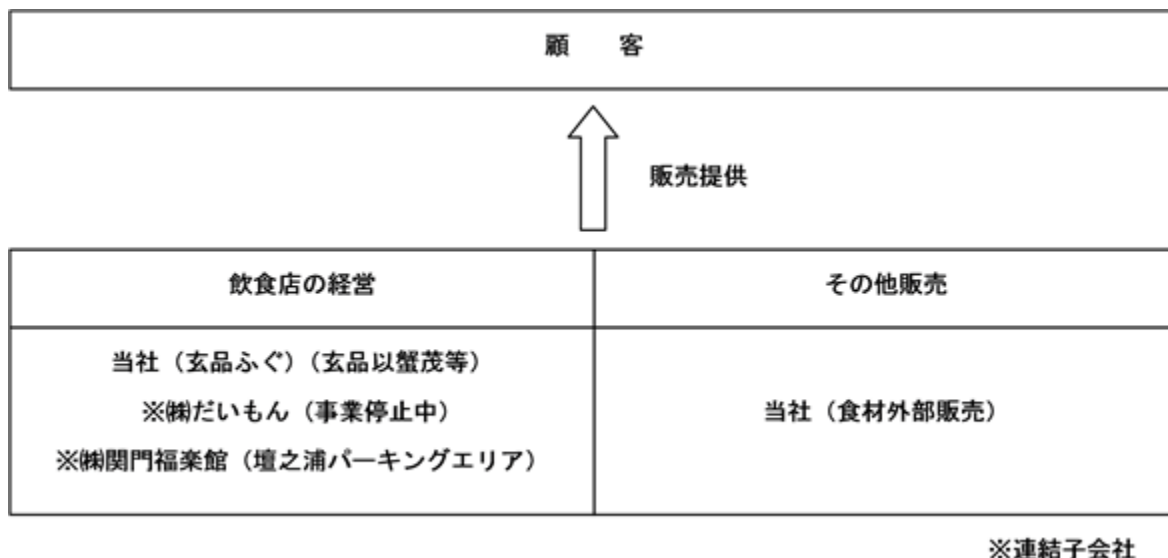 顧　　客
販売提供
飲食店の経営
その他販売
当社（玄品ふぐ）（玄品以蟹茂等）
※㈱だいもん（事業停止中）
※㈱関門福楽館（壇之浦パーキングエリア）
当社（食材外部販売）
※連結子会社